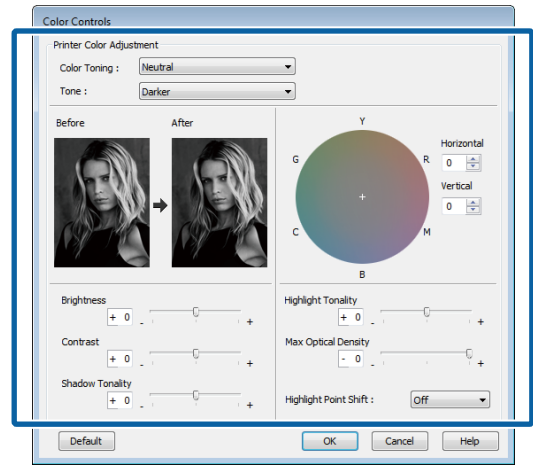 Color Controls
Printer Color Adjustment
Color Toning : Neutral
Tone : Darker
Before After
Y
G R
C M
B
Horizontal
0
Vertical
0
Brightness
+ 0 - +
Contrast
+ 0 - +
Shadow Tonality
+ 0 - +
Highlight Tonality
+ 0 - +
Max Optical Density
- 0 - +
Highlight Point Shift : Off
Default OK Cancel Help